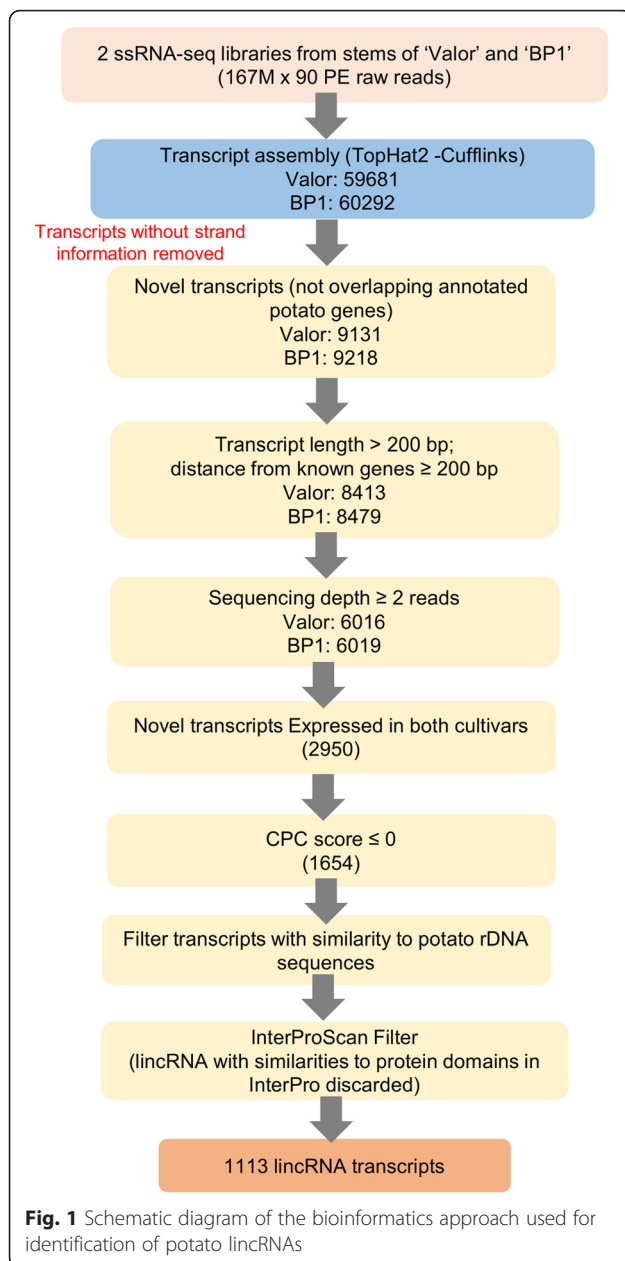 2 ssRNA-seq libraries from stems of ‘Valor’ and ‘BP1’
(167M x 90 PE raw reads)
Transcript assembly (TopHat2 -Cufflinks)
Valor: 59681
BP1: 60292
Transcripts without strand
information removed
Novel transcripts (not overlapping annotated
potato genes)
Valor: 9131
BP1: 9218
Transcript length > 200 bp;
distance from known genes ≥ 200 bp
Valor: 8413
BP1: 8479
Sequencing depth ≥ 2 reads
Valor: 6016
BP1: 6019
Novel transcripts Expressed in both cultivars
(2950)
CPC score ≤ 0
(1654)
Filter transcripts with similarity to potato rDNA
sequences
InterProScan Filter
(lincRNA with similarities to protein domains in
InterPro discarded)
1113 lincRNA transcripts
Fig. 1 Schematic diagram of the bioinformatics approach used for
identification of potato lincRNAs